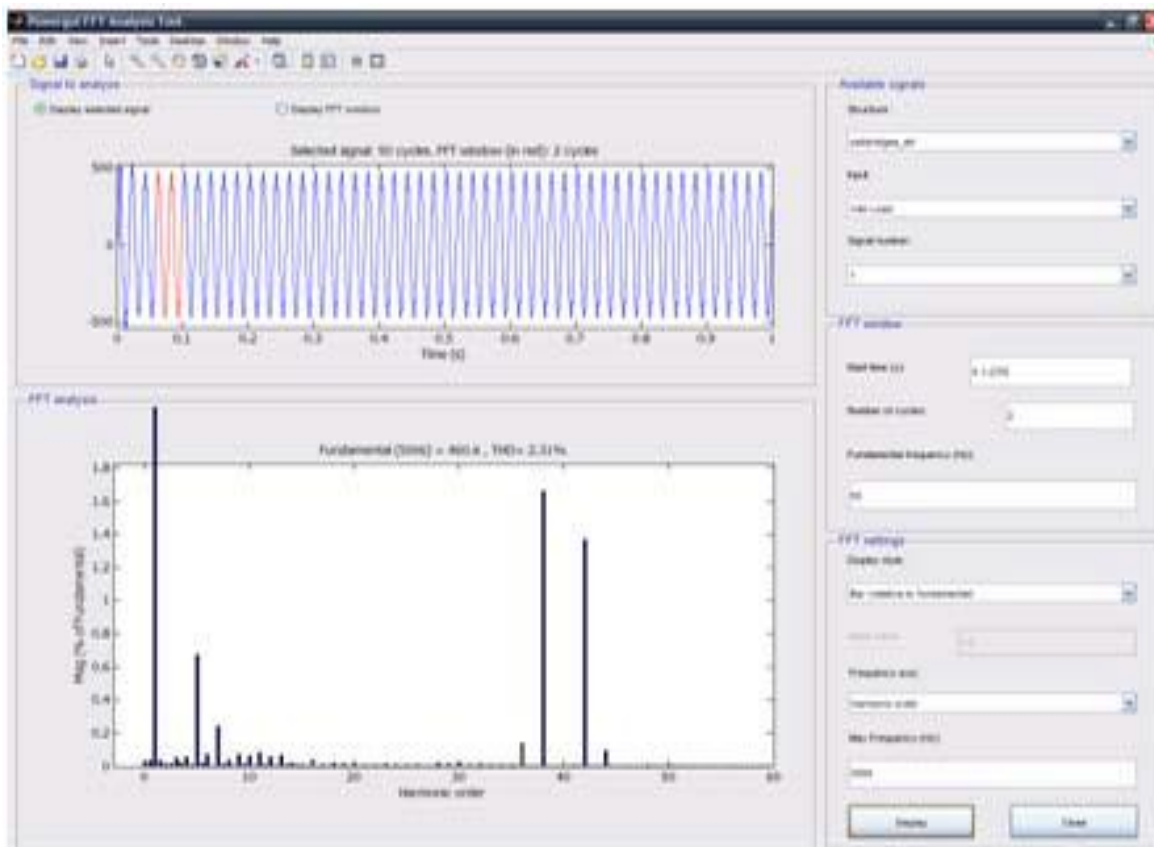 Powergui FFT Analysis Tool.
File Edit View Insert Tools Desktop Window Help
Signal to analyze
Display selected signal
Display FFT window
Selected signal: 50 cycles. FFT window (in red): 2 cycles
500
0
-500
0 0.1 0.2 0.3 0.4 0.5 0.6 0.7 0.8 0.9 1
Time (s)
FFT analysis
Fundamental (50Hz) = 460.4 , THD= 2.31%
1.8
1.6
1.4
1.2
1
0.8
0.6
0.4
0.2
0
Mag (% of Fundamental)
0 10 20 30 40 50 60
Harmonic order
Available signals
Structure
Input
Signal number
1
FFT window
Start time (s)
Number of cycles
2
Fundamental frequency (Hz)
50
FFT settings
Display style
Bar (relative to fundamental)
Frequency axis
Harmonic order
Max Frequency (Hz)
3000
Display
Close